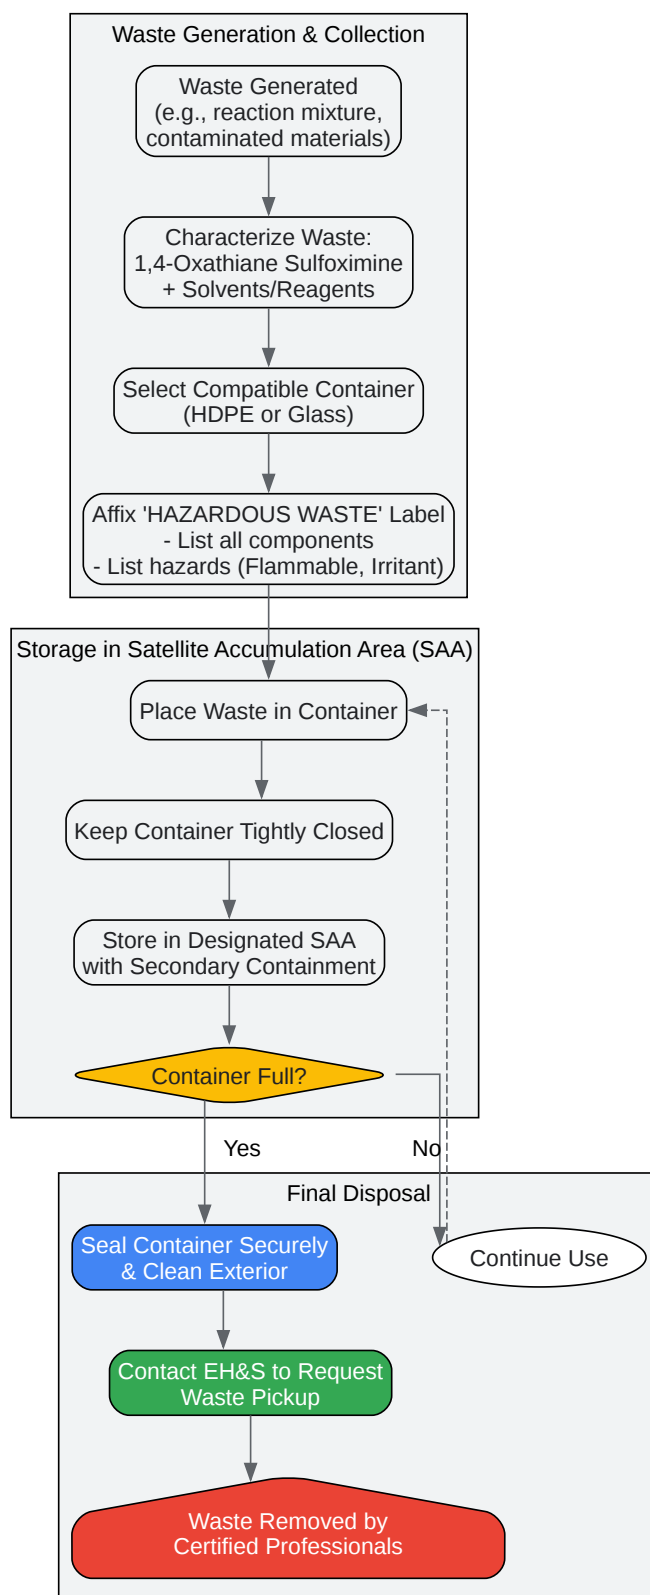 Waste Generation & Collection
Waste Generated
(e.g., reaction mixture,
contaminated materials)
Characterize Waste:
1,4-Oxathiane Sulfoximine
+ Solvents/Reagents
Select Compatible Container
(HDPE or Glass)
Affix 'HAZARDOUS WASTE' Label
- List all components
- List hazards (Flammable, Irritant)
Storage in Satellite Accumulation Area (SAA)
Place Waste in Container
Keep Container Tightly Closed
Store in Designated SAA
with Secondary Containment
Container Full?
Yes
No
Final Disposal
Seal Container Securely
& Clean Exterior
Continue Use
Contact EH&S to Request
Waste Pickup
Waste Removed by
Certified Professionals